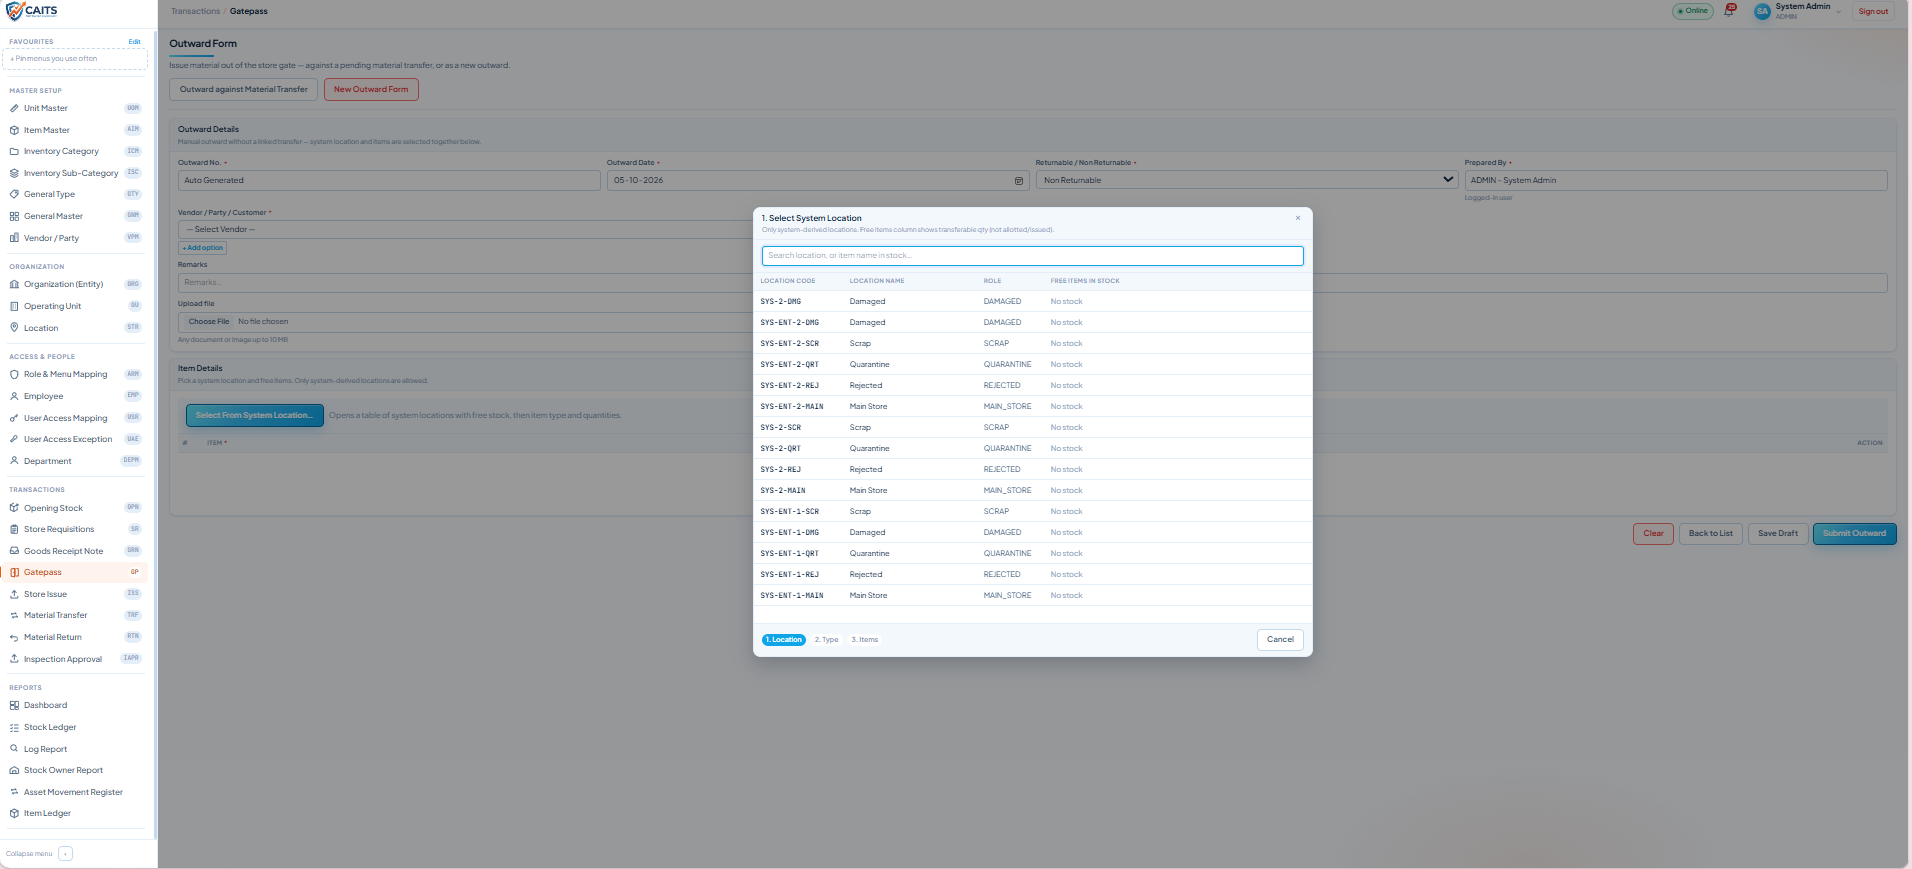 CAITS
Transactions / Gatepass
Online
System Admin
SA
ADMIN
Sign out
FAVOURITES
Edit
+ Pin menus you use often
MASTER SETUP
Unit Master UOM
Item Master AIM
Inventory Category ICM
Inventory Sub-Category ISC
General Type GTY
General Master GNM
Vendor / Party VPM
ORGANIZATION
Organization (Entity) ORG
Operating Unit OU
Location STR
ACCESS & PEOPLE
Role & Menu Mapping ARM
Employee EMP
User Access Mapping USR
User Access Exception UAE
Department DEPM
TRANSACTIONS
Opening Stock OPN
Store Requisitions SR
Goods Receipt Note GRN
Gatepass GP
Store Issue ISS
Material Transfer TRF
Material Return RTN
Inspection Approval IAPR
REPORTS
Dashboard
Stock Ledger
Log Report
Stock Owner Report
Asset Movement Register
Item Ledger
Collapse menu
Outward Form
Issue material out of the store gate — against a pending material transfer, or as a new outward.
Outward against Material Transfer
New Outward Form
Outward Details
Manual outward without a linked transfer — system location and items are selected together below.
Outward No. *
Outward Date *
Returnable / Non Returnable *
Prepared By *
Auto Generated
05-10-2026
Non Returnable
ADMIN - System Admin
Logged-in user
Vendor / Party / Customer *
— Select Vendor —
+ Add option
Remarks
Remarks...
Upload file
Choose File No file chosen
Any document or image up to 10 MB
Item Details
Pick a system location and free items. Only system-derived locations are allowed.
Select From System Location...
Opens a table of system locations with free stock, then item type and quantities.
# ITEM * ACTION
Clear
Back to List
Save Draft
Submit Outward
1. Select System Location
×
Only system-derived locations. Free items column shows transferable qty (not allotted/issued).
Search location, or item name in stock...
LOCATION CODE LOCATION NAME ROLE FREE ITEMS IN STOCK
SYS-2-DMG Damaged DAMAGED No stock
SYS-ENT-2-DMG Damaged DAMAGED No stock
SYS-ENT-2-SCR Scrap SCRAP No stock
SYS-ENT-2-QRT Quarantine QUARANTINE No stock
SYS-ENT-2-REJ Rejected REJECTED No stock
SYS-ENT-2-MAIN Main Store MAIN_STORE No stock
SYS-2-SCR Scrap SCRAP No stock
SYS-2-QRT Quarantine QUARANTINE No stock
SYS-2-REJ Rejected REJECTED No stock
SYS-2-MAIN Main Store MAIN_STORE No stock
SYS-ENT-1-SCR Scrap SCRAP No stock
SYS-ENT-1-DMG Damaged DAMAGED No stock
SYS-ENT-1-QRT Quarantine QUARANTINE No stock
SYS-ENT-1-REJ Rejected REJECTED No stock
SYS-ENT-1-MAIN Main Store MAIN_STORE No stock
1. Location 2. Type 3. Items
Cancel